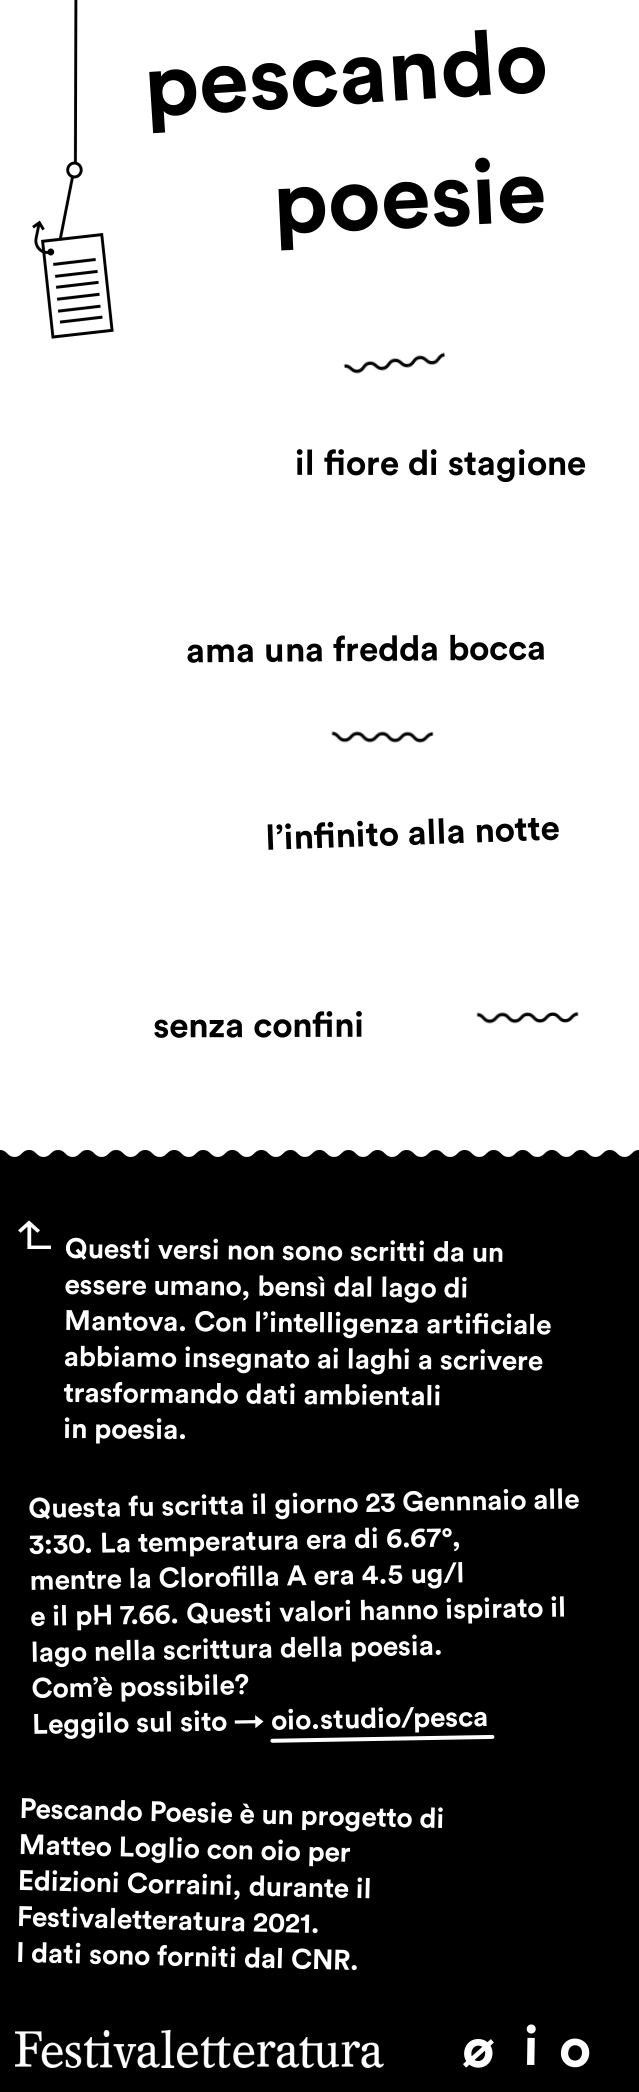 pescando
poesie
il fiore di stagione
ama una fredda bocca
l’infinito alla notte
senza confini
Questi versi non sono scritti da un
essere umano, bensì dal lago di
Mantova. Con l’intelligenza artificiale
abbiamo insegnato ai laghi a scrivere
trasformando dati ambientali
in poesia.
Questa fu scritta il giorno 23 Gennnaio alle
3:30. La temperatura era di 6.67°,
mentre la Clorofilla A era 4.5 ug/l
e il pH 7.66. Questi valori hanno ispirato il
lago nella scrittura della poesia.
Com’è possibile?
Leggilo sul sito → oio.studio/pesca
Pescando Poesie è un progetto di
Matteo Loglio con oio per
Edizioni Corraini, durante il
Festivaletteratura 2021.
I dati sono forniti dal CNR.
Festivaletteratura ø i o